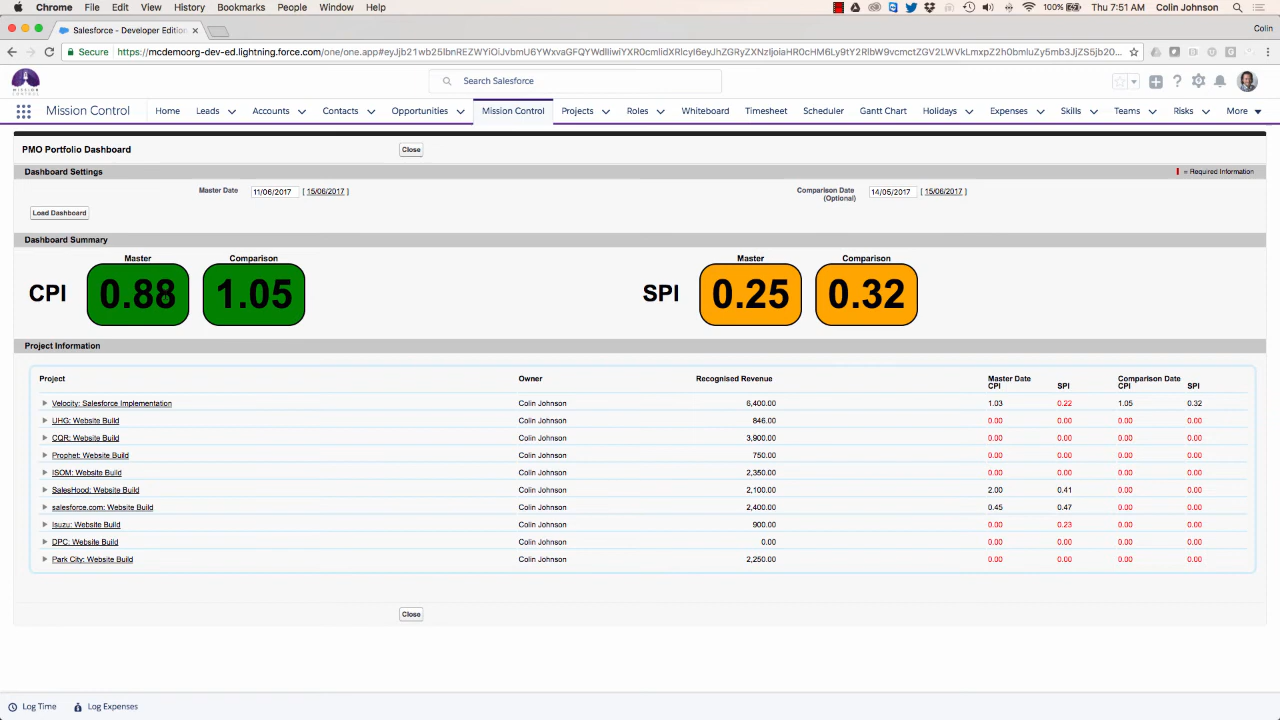 Chrome File Edit View History Bookmarks People Window Help 100% Thu 7:51 AM Colin Johnson
Salesforce - Developer Edition Colin
Secure
Search Salesforce
Mission Control Home Leads Accounts Contacts Opportunities Mission Control Projects Roles Whiteboard Timesheet Scheduler Gantt Chart Holidays Expenses Skills Teams Risks More
PMO Portfolio Dashboard Close
Dashboard Settings = Required Information
Master Date 11/06/2017 [ 15/06/2017 ] Comparison Date (Optional) 14/05/2017 [ 15/06/2017 ]
Load Dashboard
Dashboard Summary
Master Comparison Master Comparison
CPI 0.88 1.05 SPI 0.25 0.32
Project Information
Project Owner Recognised Revenue Master Date Comparison Date
CPI SPI CPI SPI
Velocity: Salesforce Implementation Colin Johnson 6,400.00 1.03 0.22 1.05 0.32
UHG: Website Build Colin Johnson 846.00 0.00 0.00 0.00 0.00
CQR: Website Build Colin Johnson 3,900.00 0.00 0.00 0.00 0.00
Prophet: Website Build Colin Johnson 750.00 0.00 0.00 0.00 0.00
ISOM: Website Build Colin Johnson 2,350.00 0.00 0.00 0.00 0.00
SalesHood: Website Build Colin Johnson 2,100.00 2.00 0.41 0.00 0.00
salesforce.com: Website Build Colin Johnson 2,400.00 0.45 0.47 0.00 0.00
Isuzu: Website Build Colin Johnson 900.00 0.00 0.23 0.00 0.00
DPC: Website Build Colin Johnson 0.00 0.00 0.00 0.00 0.00
Park City: Website Build Colin Johnson 2,250.00 0.00 0.00 0.00 0.00
Close
Log Time Log Expenses